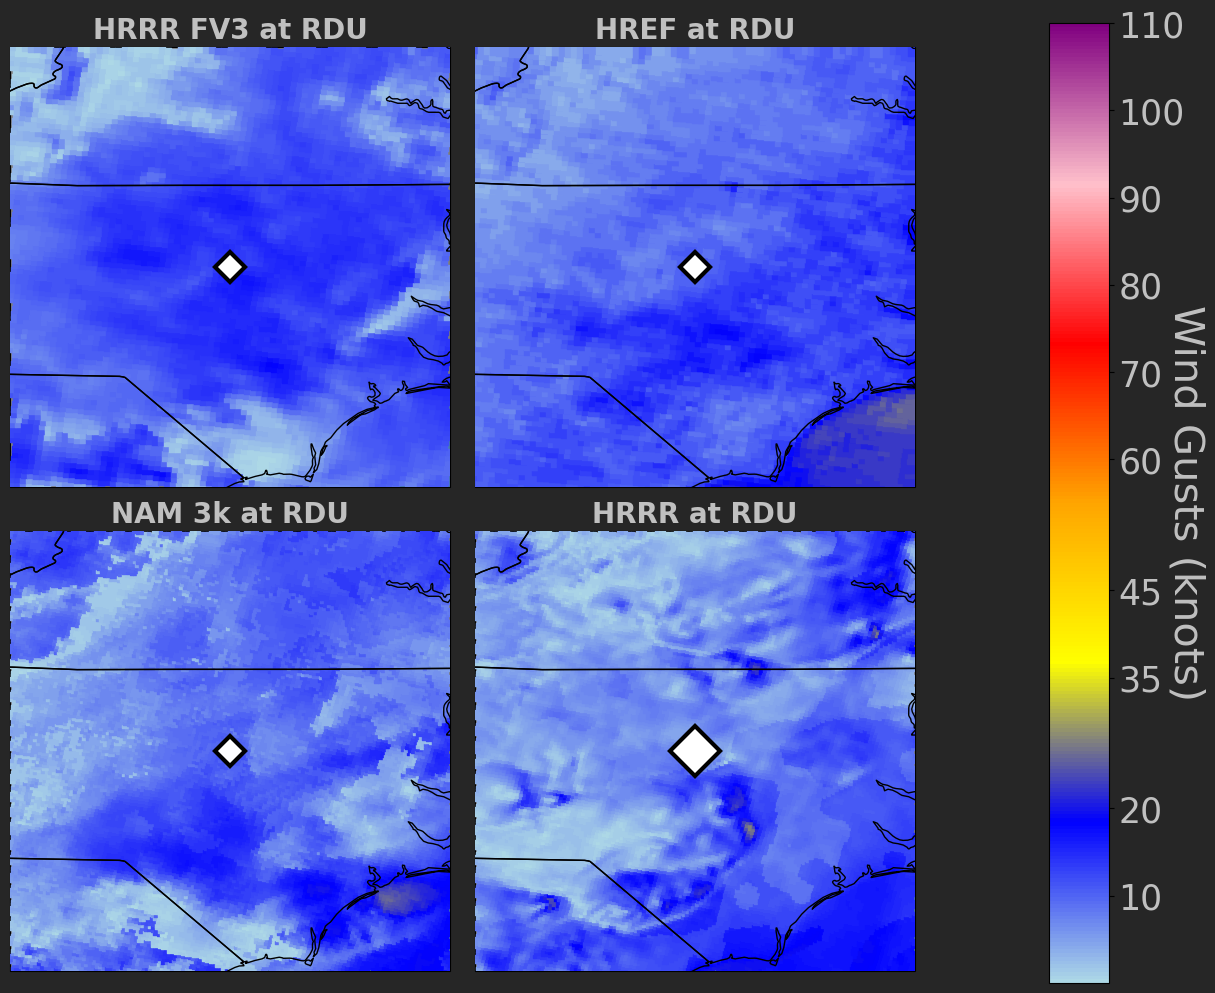 HRRR FV3 at RDU
HREF at RDU
NAM 3k at RDU
HRRR at RDU
110
100
90
80
70
60
45
35
20
10
Wind Gusts (knots)